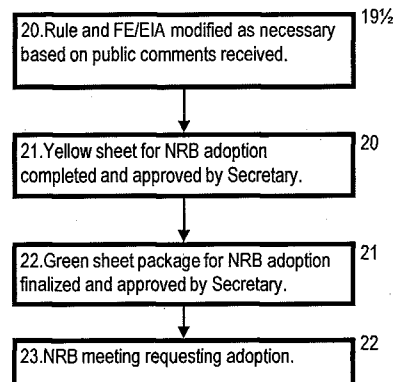 19½
20.Rule and FE/EIA modified as necessary
based on public comments received.
20
21.Yellow sheet for NRB adoption
completed and approved by Secretary.
21
22.Green sheet package for NRB adoption
finalized and approved by Secretary.
22
23.NRB meeting requesting adoption.